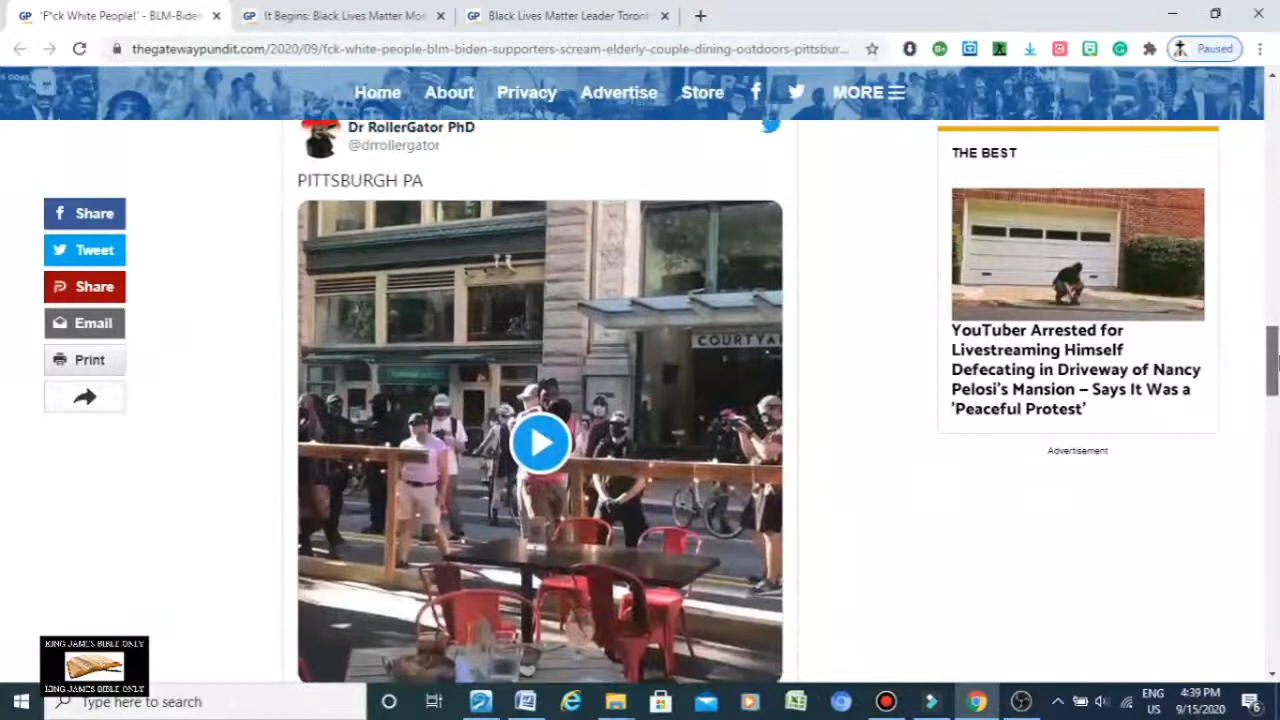 'F*ck White People!' - BLM-Biden
It Begins: Black Lives Matter Mo
Black Lives Matter Leader Toront
thegatewaypundit.com/2020/09/fck-white-people-blm-biden-supporters-scream-elderly-couple-dining-outdoors-pittsbur...
Paused
Home About Privacy Advertise Store MORE
Dr RollerGator PhD
@drrollergator
PITTSBURGH PA
Share
Tweet
Share
Email
Print
COURTYA
THE BEST
YouTuber Arrested for
Livestreaming Himself
Defecating in Driveway of Nancy
Pelosi's Mansion – Says It Was a
'Peaceful Protest'
Advertisement
KING JAMES BIBLE ONLY
KING JAMES BIBLE ONLY
Type here to search
ENG
US
4:39 PM
9/15/2020
6